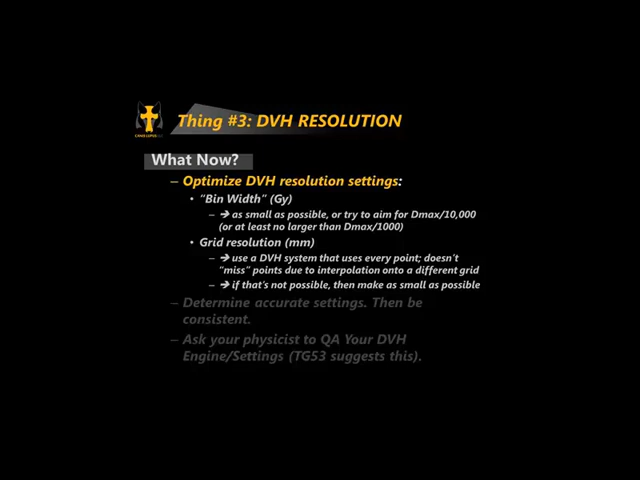 Thing #3: DVH RESOLUTION
CANIS LUPUS LLC
What Now?
– Optimize DVH resolution settings:
• “Bin Width” (Gy)
– ➔ as small as possible, or try to aim for Dmax/10,000
(or at least no larger than Dmax/1000)
• Grid resolution (mm)
– ➔ use a DVH system that uses every point; doesn’t
“miss” points due to interpolation onto a different grid
– ➔ if that’s not possible, then make as small as possible
– Determine accurate settings. Then be
consistent.
– Ask your physicist to QA Your DVH
Engine/Settings (TG53 suggests this).